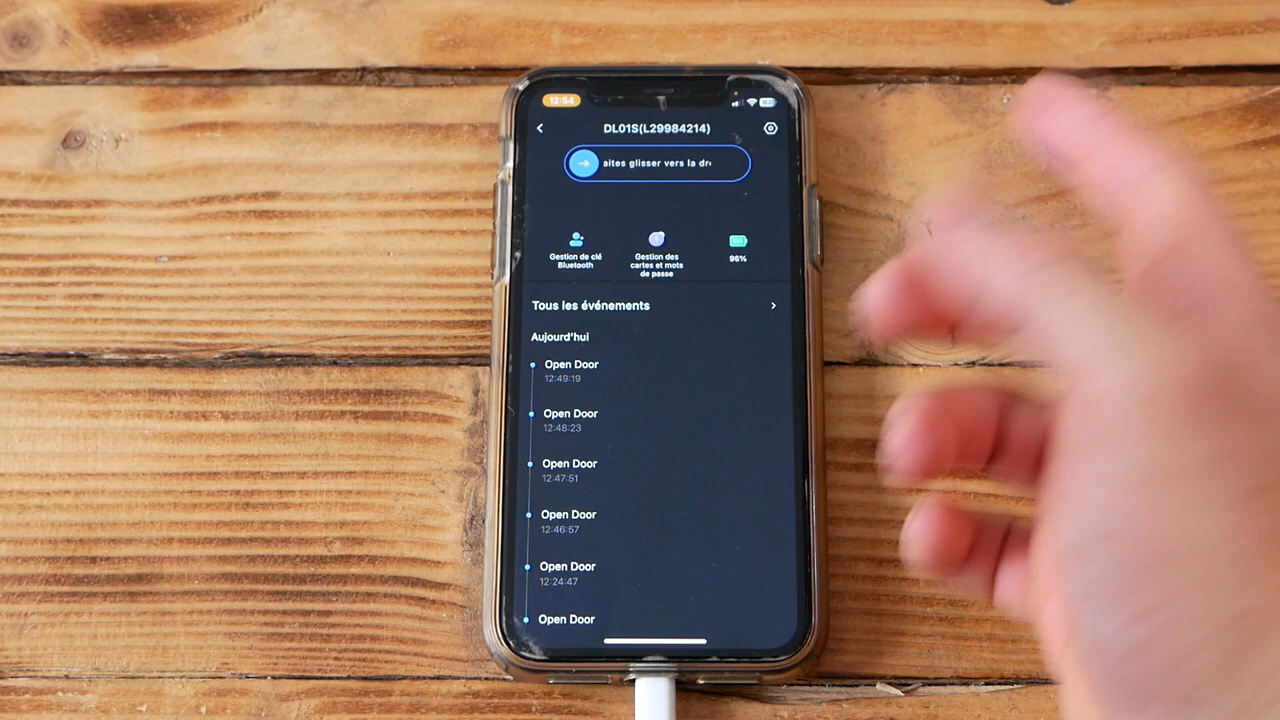 12:54
DL01S(L29984214)
aites glisser vers la dr
Gestion de clé
Bluetooth
Gestion des
cartes et mots
de passe
96%
Tous les événements
Aujourd'hui
Open Door
12:49:19
Open Door
12:48:23
Open Door
12:47:51
Open Door
12:46:57
Open Door
12:24:47
Open Door